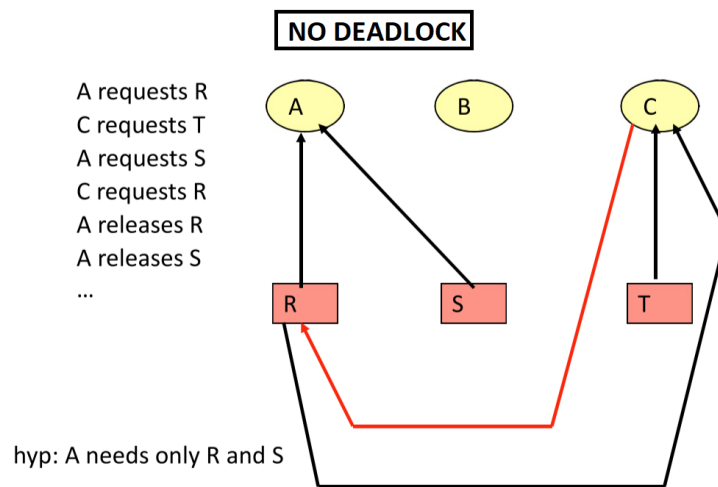 NO DEADLOCK
A requests R
C requests T
A requests S
C requests R
A releases R
A releases S
...
A
B
C
R
S
T
hyp: A needs only R and S